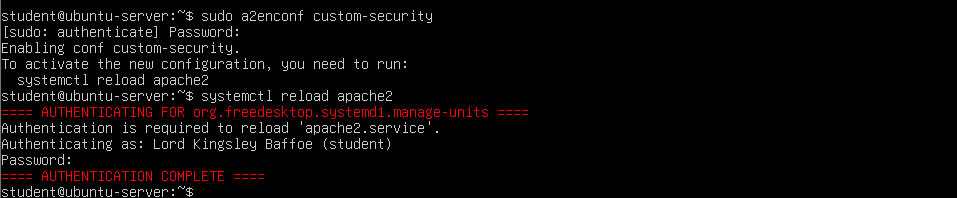 student@ubuntu-server:~$ sudo a2enconf custom-security
[sudo: authenticate] Password:
Enabling conf custom-security.
To activate the new configuration, you need to run:
  systemctl reload apache2
student@ubuntu-server:~$ systemctl reload apache2
==== AUTHENTICATING FOR org.freedesktop.systemd1.manage-units ====
Authentication is required to reload 'apache2.service'.
Authenticating as: Lord Kingsley Baffoe (student)
Password:
==== AUTHENTICATION COMPLETE ====
student@ubuntu-server:~$